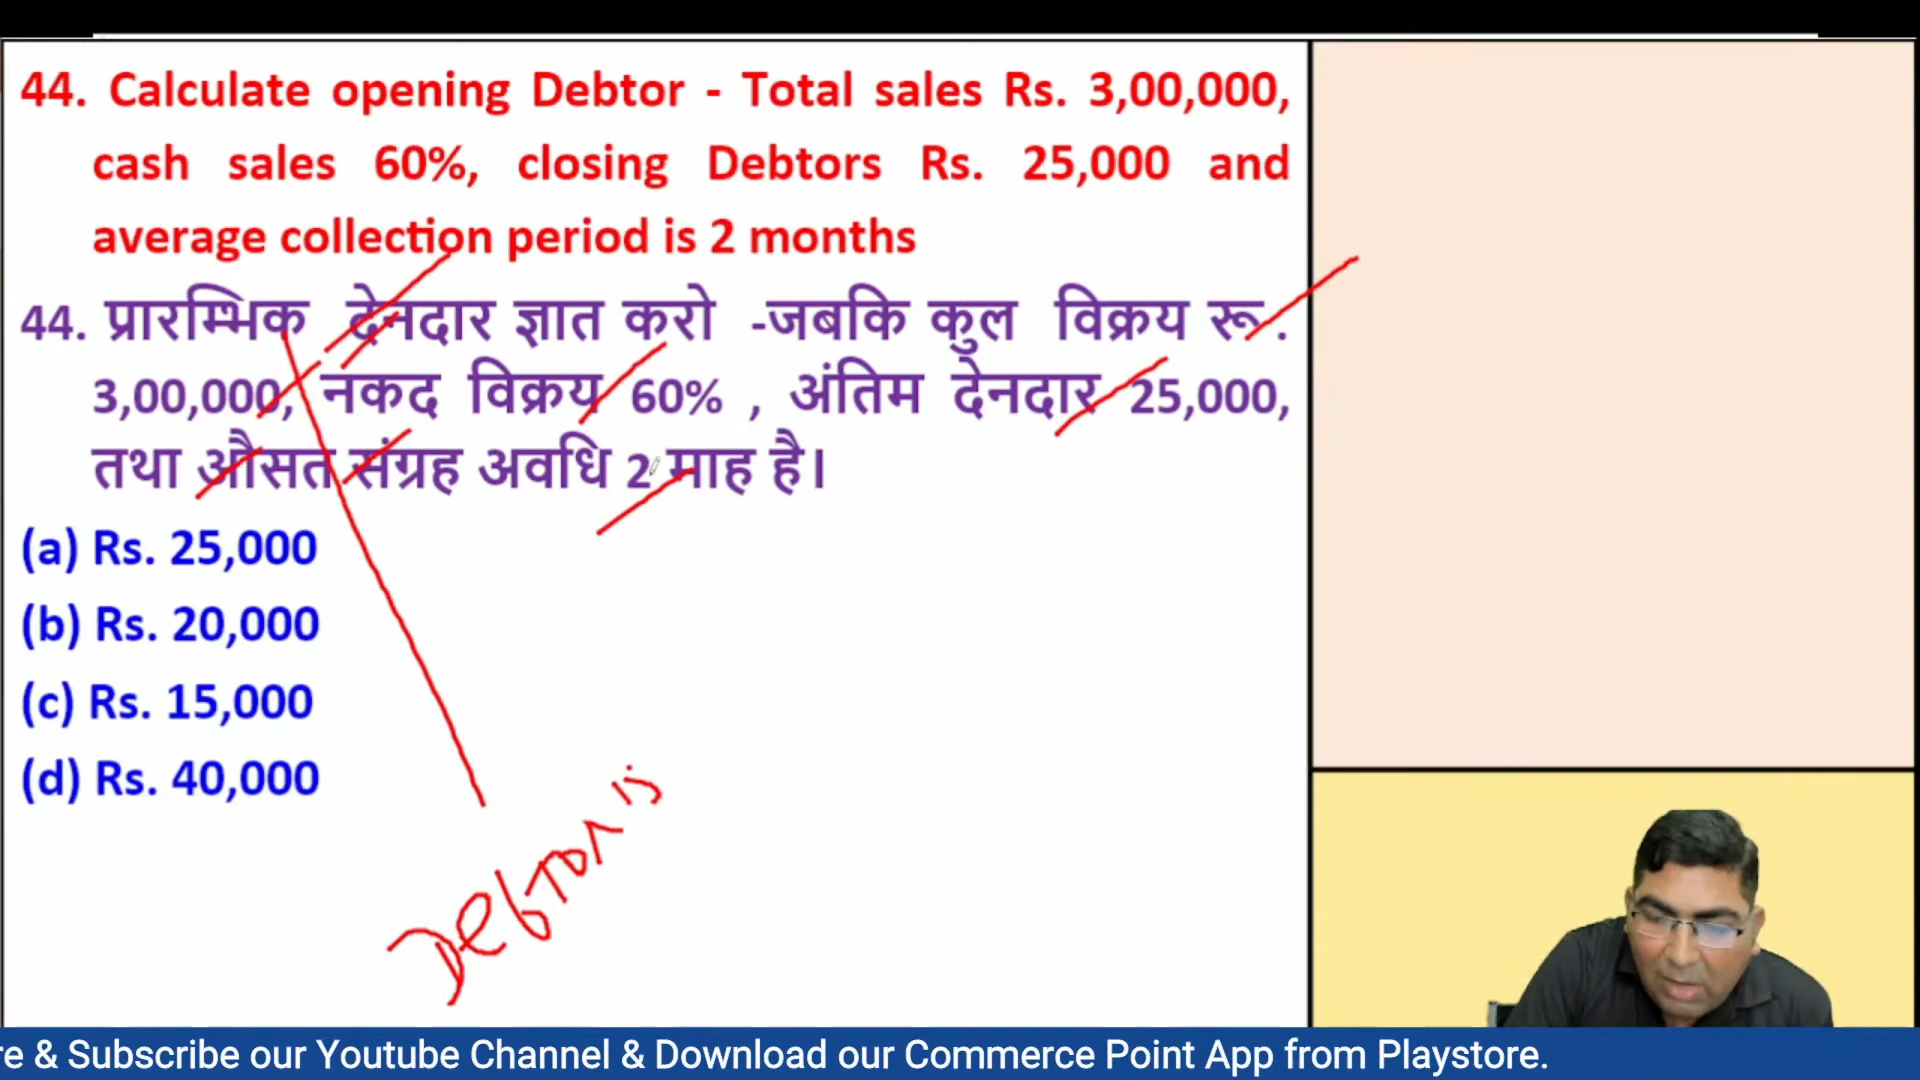 44. Calculate opening Debtor - Total sales Rs. 3,00,000,
cash sales 60%, closing Debtors Rs. 25,000 and
average collection period is 2 months
44. प्रारम्भिक देनदार ज्ञात करो -जबकि कुल विक्रय रू .
3,00,000, नकद विक्रय 60% , अंतिम देनदार 25,000,
तथा औसत संग्रह अवधि 2 माह है।
(a) Rs. 25,000
(b) Rs. 20,000
(c) Rs. 15,000
(d) Rs. 40,000
Debtor
re & Subscribe our Youtube Channel & Download our Commerce Point App from Playstore.